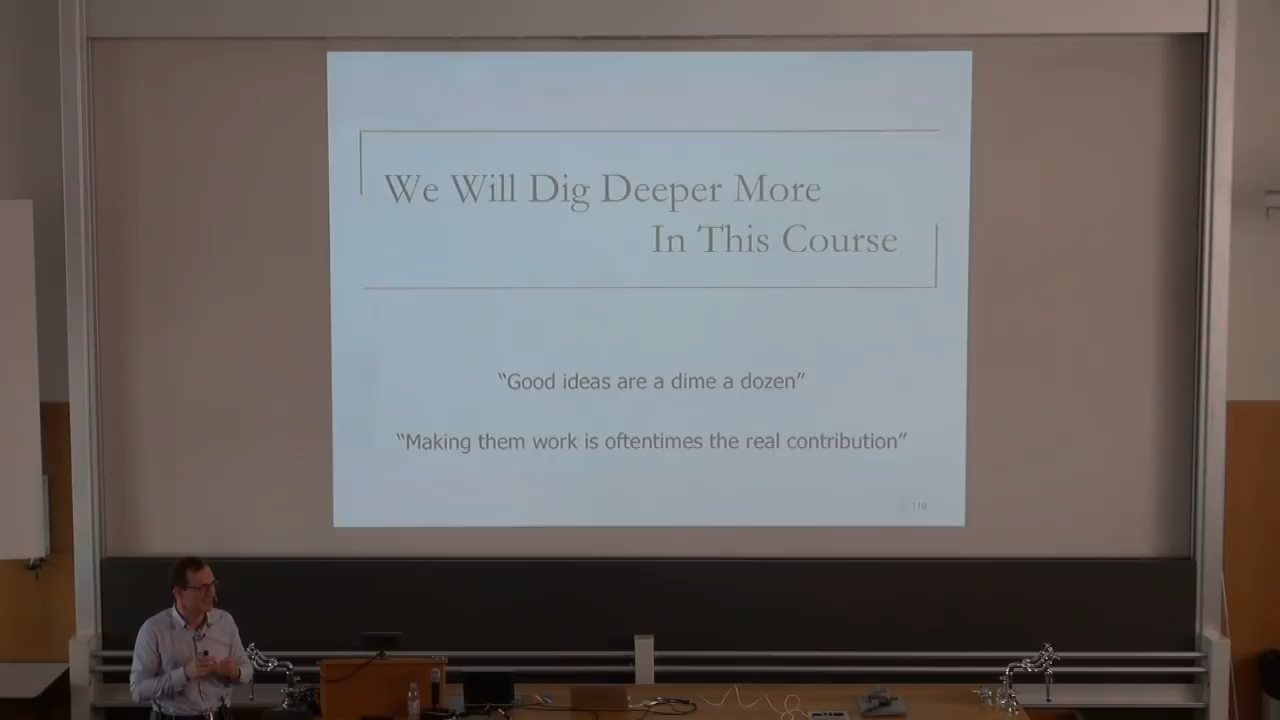 We Will Dig Deeper More
In This Course
“Good ideas are a dime a dozen”
“Making them work is oftentimes the real contribution”